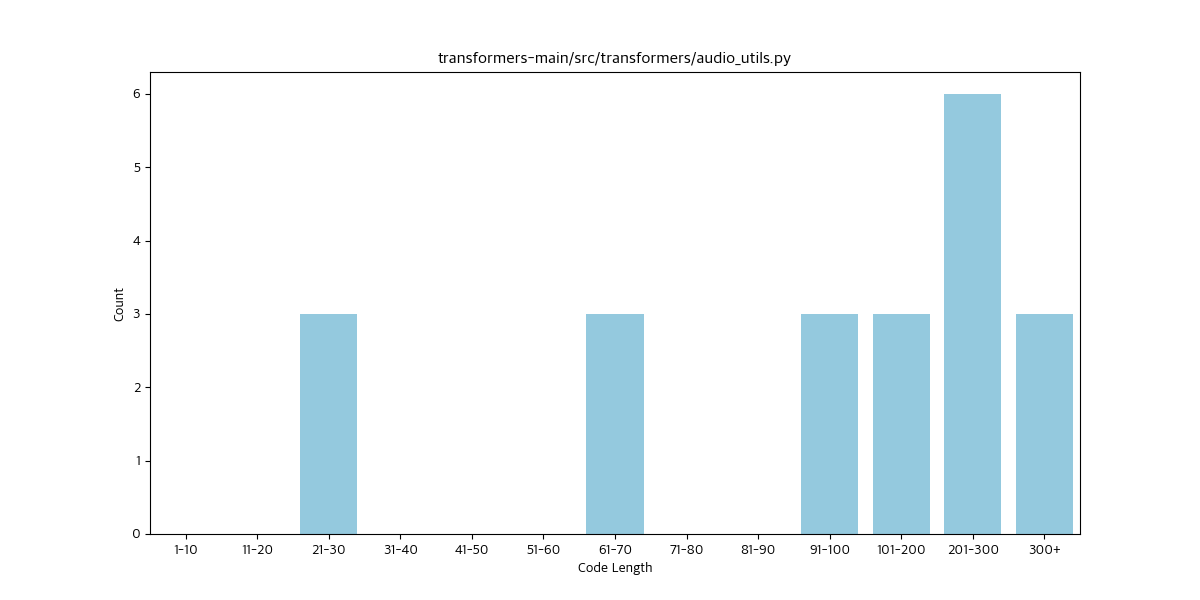 transformers-main/src/transformers/audio_utils.py
6
5
4
3
2
1
0
Count
1-10 11-20 21-30 31-40 41-50 51-60 61-70 71-80 81-90 91-100 101-200 201-300 300+
Code Length